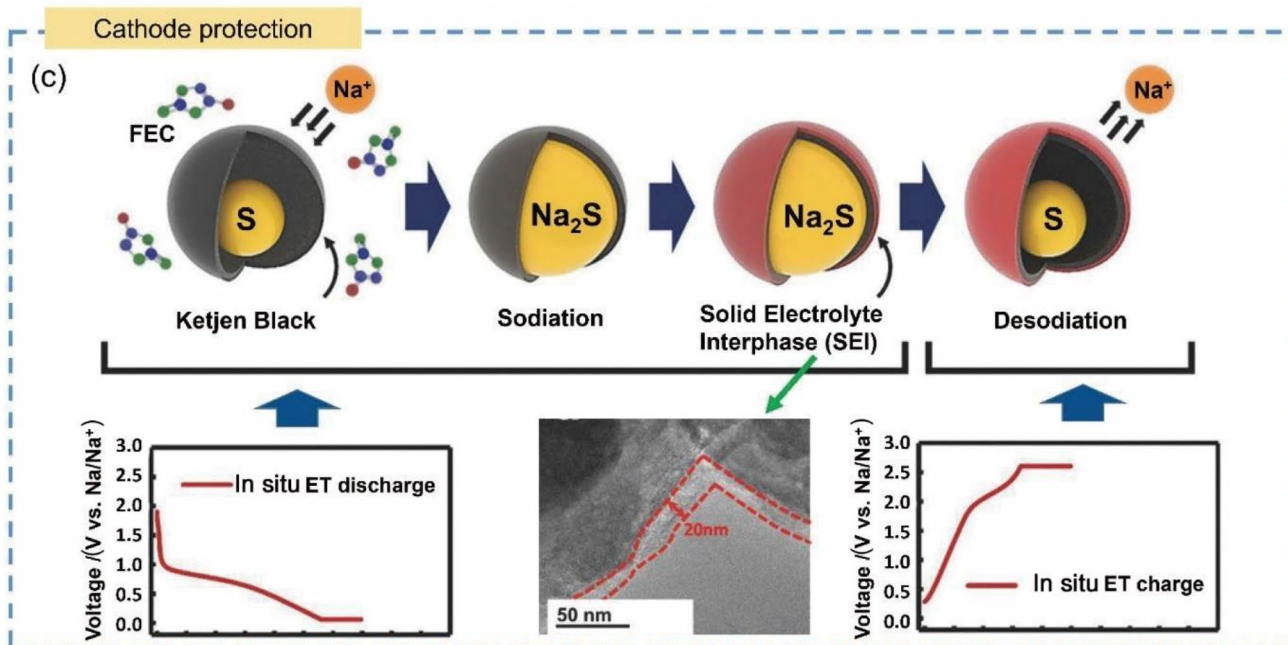 Cathode protection
(c)
FEC
Na⁺
S
Na₂S
Na₂S
S
Na⁺
Ketjen Black
Sodiation
Solid Electrolyte
Interphase (SEI)
Desodiation
Voltage /(V vs. Na/Na⁺)
3.0
2.5
2.0
1.5
1.0
0.5
0.0
In situ ET discharge
20nm
50 nm
Voltage /(V vs. Na/Na⁺)
3.0
2.5
2.0
1.5
1.0
0.5
0.0
In situ ET charge